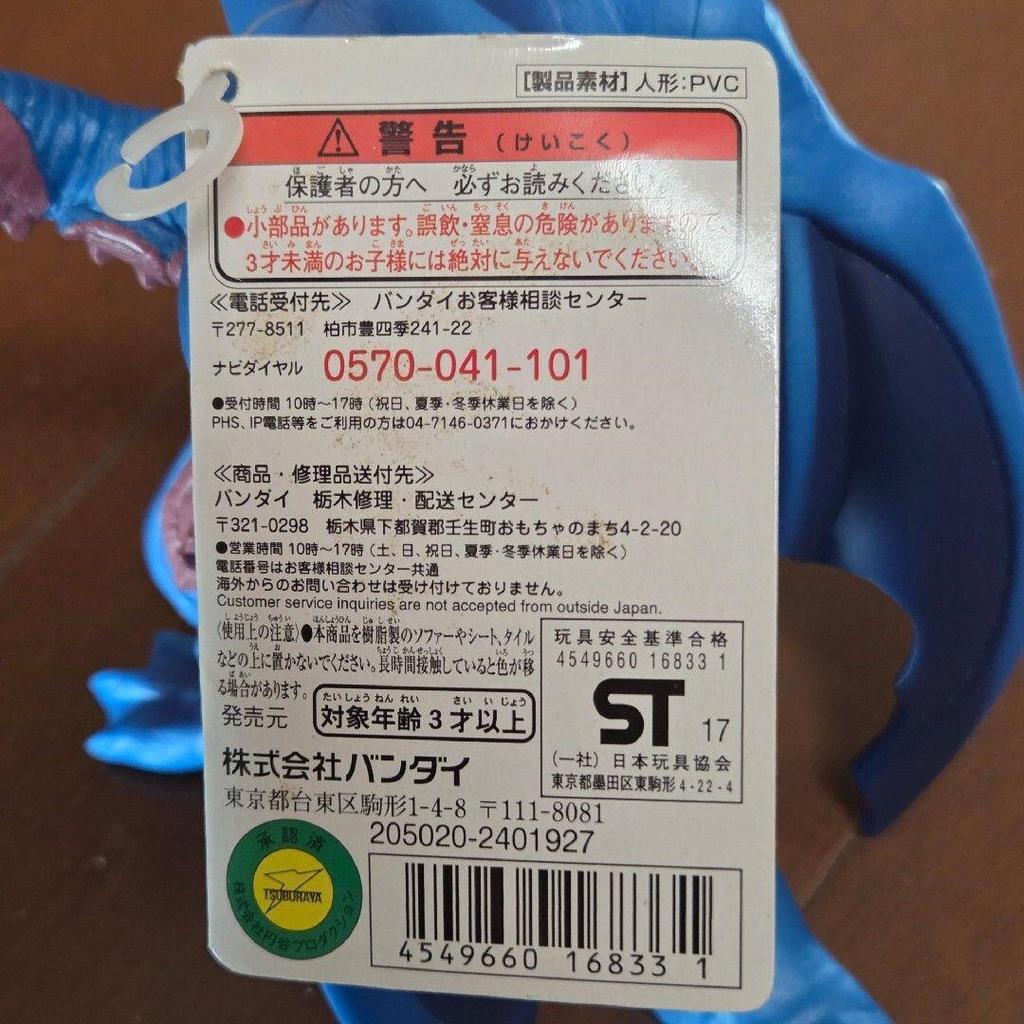 [製品素材] 人形:PVC
警告 (けいこく)
保護者の方へ 必ずお読みくださ
●小部品があります。誤飲・窒息の危険がありますので、
3才未満のお子様には絶対に与えないでください。
≪電話受付先≫ バンダイお客様相談センター
〒277-8511 柏市豊四季241-22
ナビダイヤル 0570-041-101
●受付時間 10時〜17時 (祝日、夏季・冬季休業日を除く)
PHS、IP電話等をご利用の方は04-7146-0371におかけください。
≪商品・修理品送付先≫
バンダイ 栃木修理・配送センター
〒321-0298 栃木県下都賀郡壬生町おもちゃのまち4-2-20
●営業時間 10時〜17時 (土、日、祝日、夏季・冬季休業日を除く)
電話番号はお客様相談センター共通
海外からのお問い合わせは受け付けておりません。
Customer service inquiries are not accepted from outside Japan.
〈使用上の注意〉●本商品を樹脂製のソファーやシート、タイル
などの上に置かないでください。長時間接触していると色が移
る場合があります。
発売元 対象年齢3才以上
株式会社バンダイ
東京都台東区駒形1-4-8 〒111-8081
205020-2401927
玩具安全基準合格
4549660 16833 1
ST 17
(一社) 日本玩具協会
東京都墨田区東駒形4-22-4
承認済
TSUBURAYA
株式会社円谷プロダクション
4549660 168331